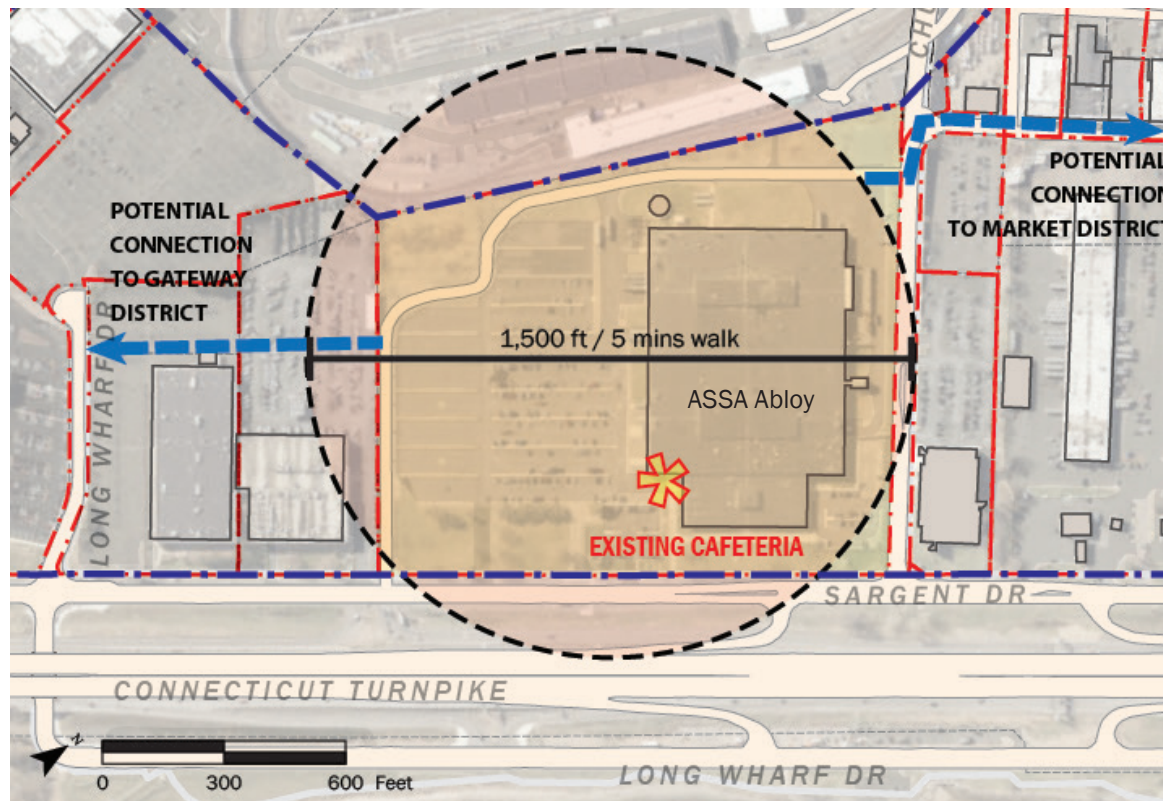 CHU
POTENTIAL
CONNECTION
TO MARKET DISTRICT
POTENTIAL
CONNECTION
TO GATEWAY
DISTRICT
LONG WHARF DR
1,500 ft / 5 mins walk
ASSA Abloy
EXISTING CAFETERIA
SARGENT DR
CONNECTICUT TURNPIKE
N
0 300 600 Feet
LONG WHARF DR